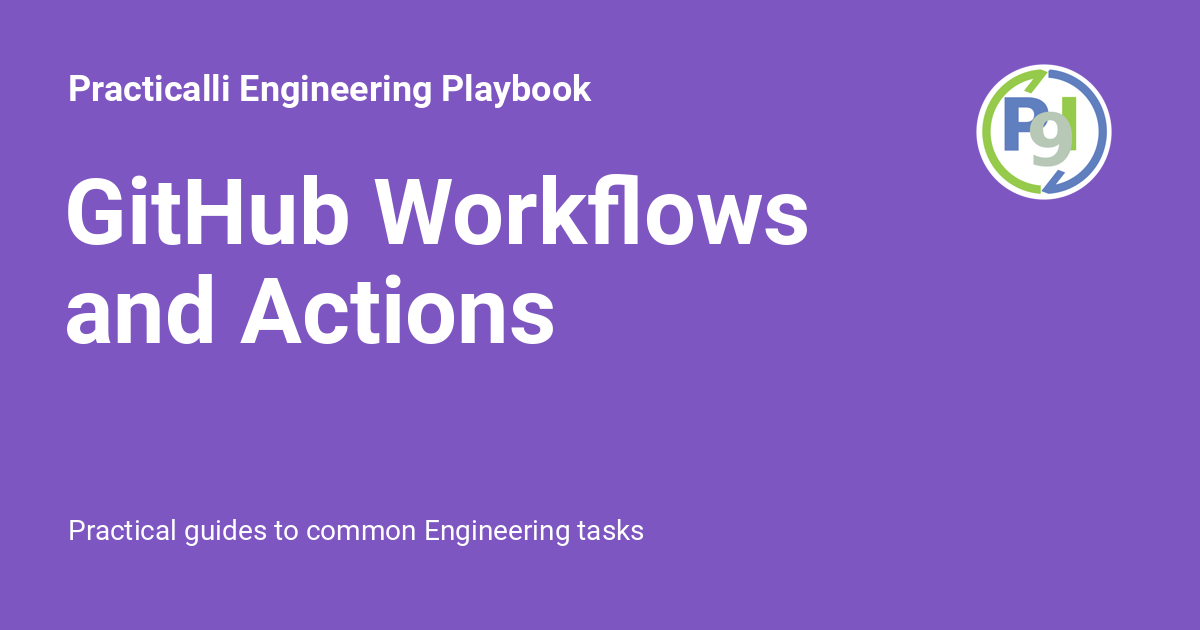 Practicalli Engineering Playbook
GitHub Workflows
and Actions
Practical guides to common Engineering tasks